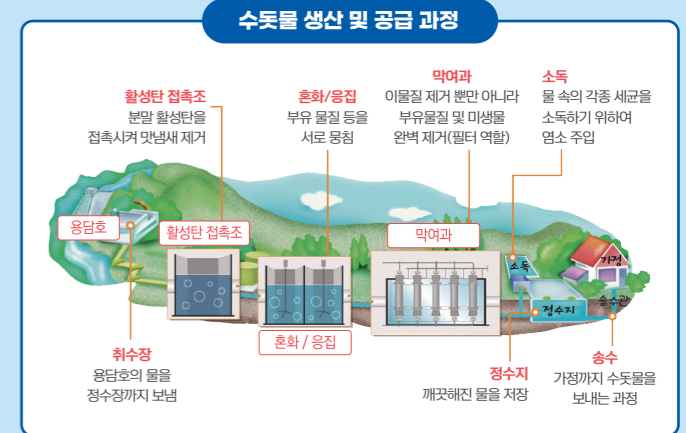 수돗물 생산 및 공급 과정
활성탄 접촉조
분말 활성탄을
접촉시켜 맛냄새 제거
혼화/응집
부유 물질 등을
서로 뭉침
막여과
이물질 제거 뿐만 아니라
부유물질 및 미생물
완벽 제거(필터 역할)
소독
물 속의 각종 세균을
소독하기 위하여
염소 주입
용담호
활성탄 접촉조
막여과
소독
가정
정수지
송수관
혼화 / 응집
취수장
용담호의 물을
정수장까지 보냄
정수지
깨끗해진 물을 저장
송수
가정까지 수돗물을
보내는 과정